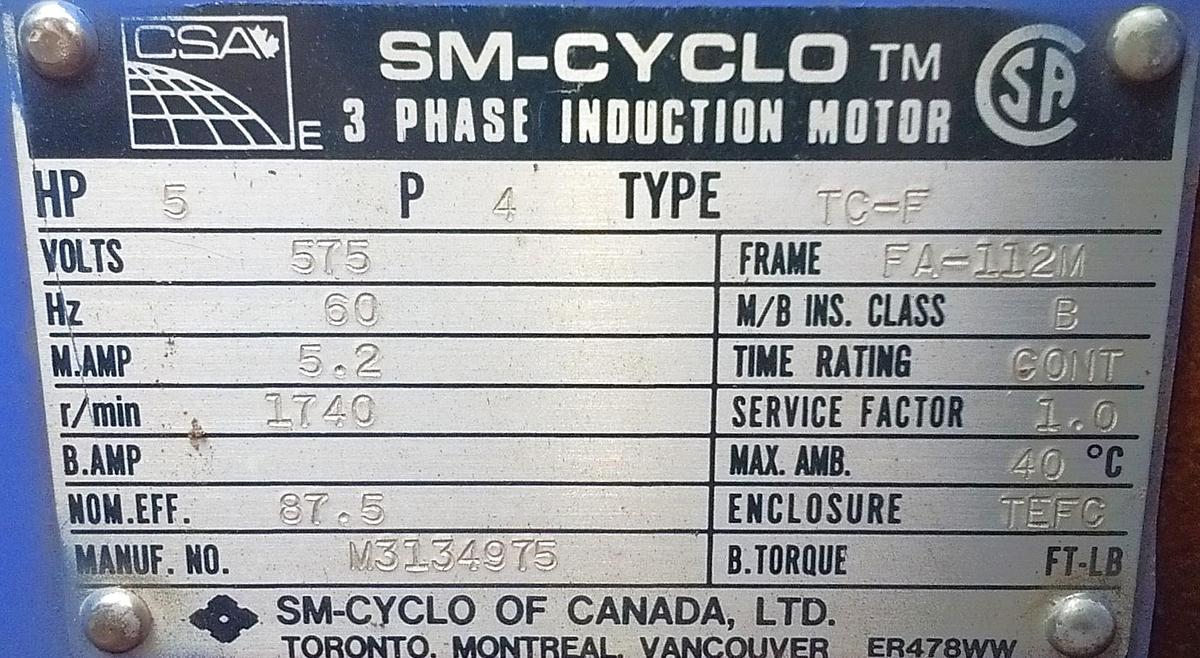 CSA
E
SM-CYCLO TM
3 PHASE INDUCTION MOTOR
SA
HP 5 P 4 TYPE TC-F
VOLTS 575 FRAME FA-112M
Hz 60 M/B INS. CLASS B
M.AMP 5.2 TIME RATING CONT
r/min 1740 SERVICE FACTOR 1.0
B.AMP MAX. AMB. 40 °C
NOM.EFF. 87.5 ENCLOSURE TEFC
MANUF. NO. M3134975 B.TORQUE FT-LB
SM-CYCLO OF CANADA, LTD.
TORONTO, MONTREAL, VANCOUVER ER478WW